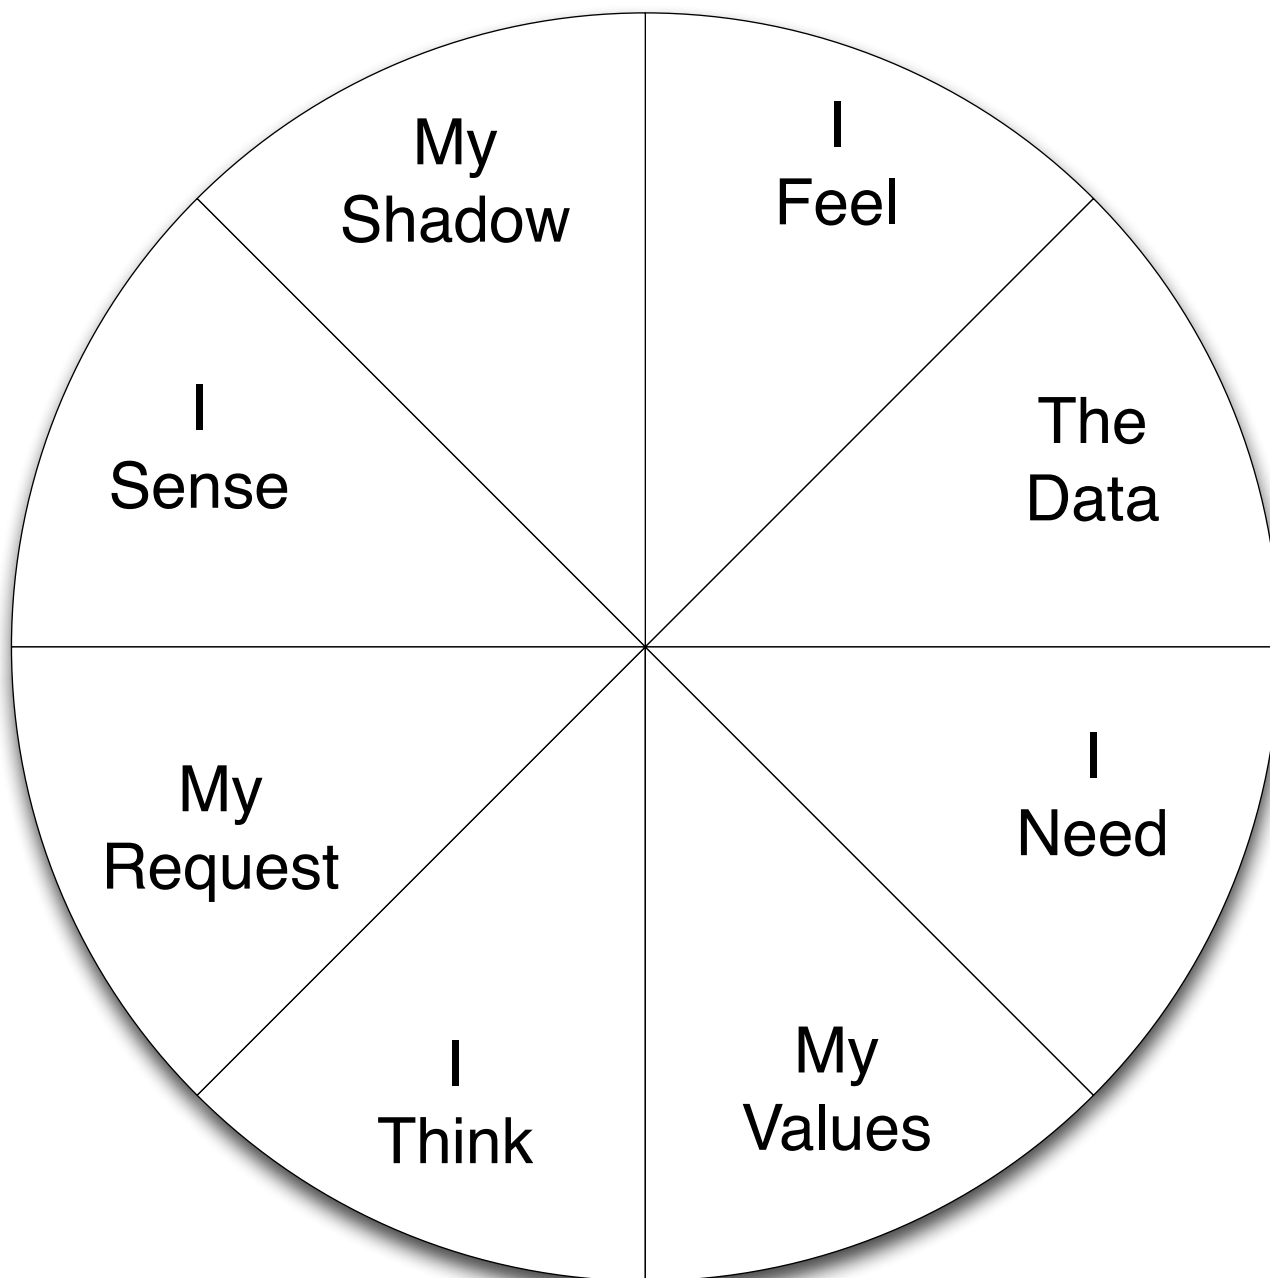 My
Shadow
I
Feel
The
Data
I
Need
My
Values
I
Think
My
Request
I
Sense